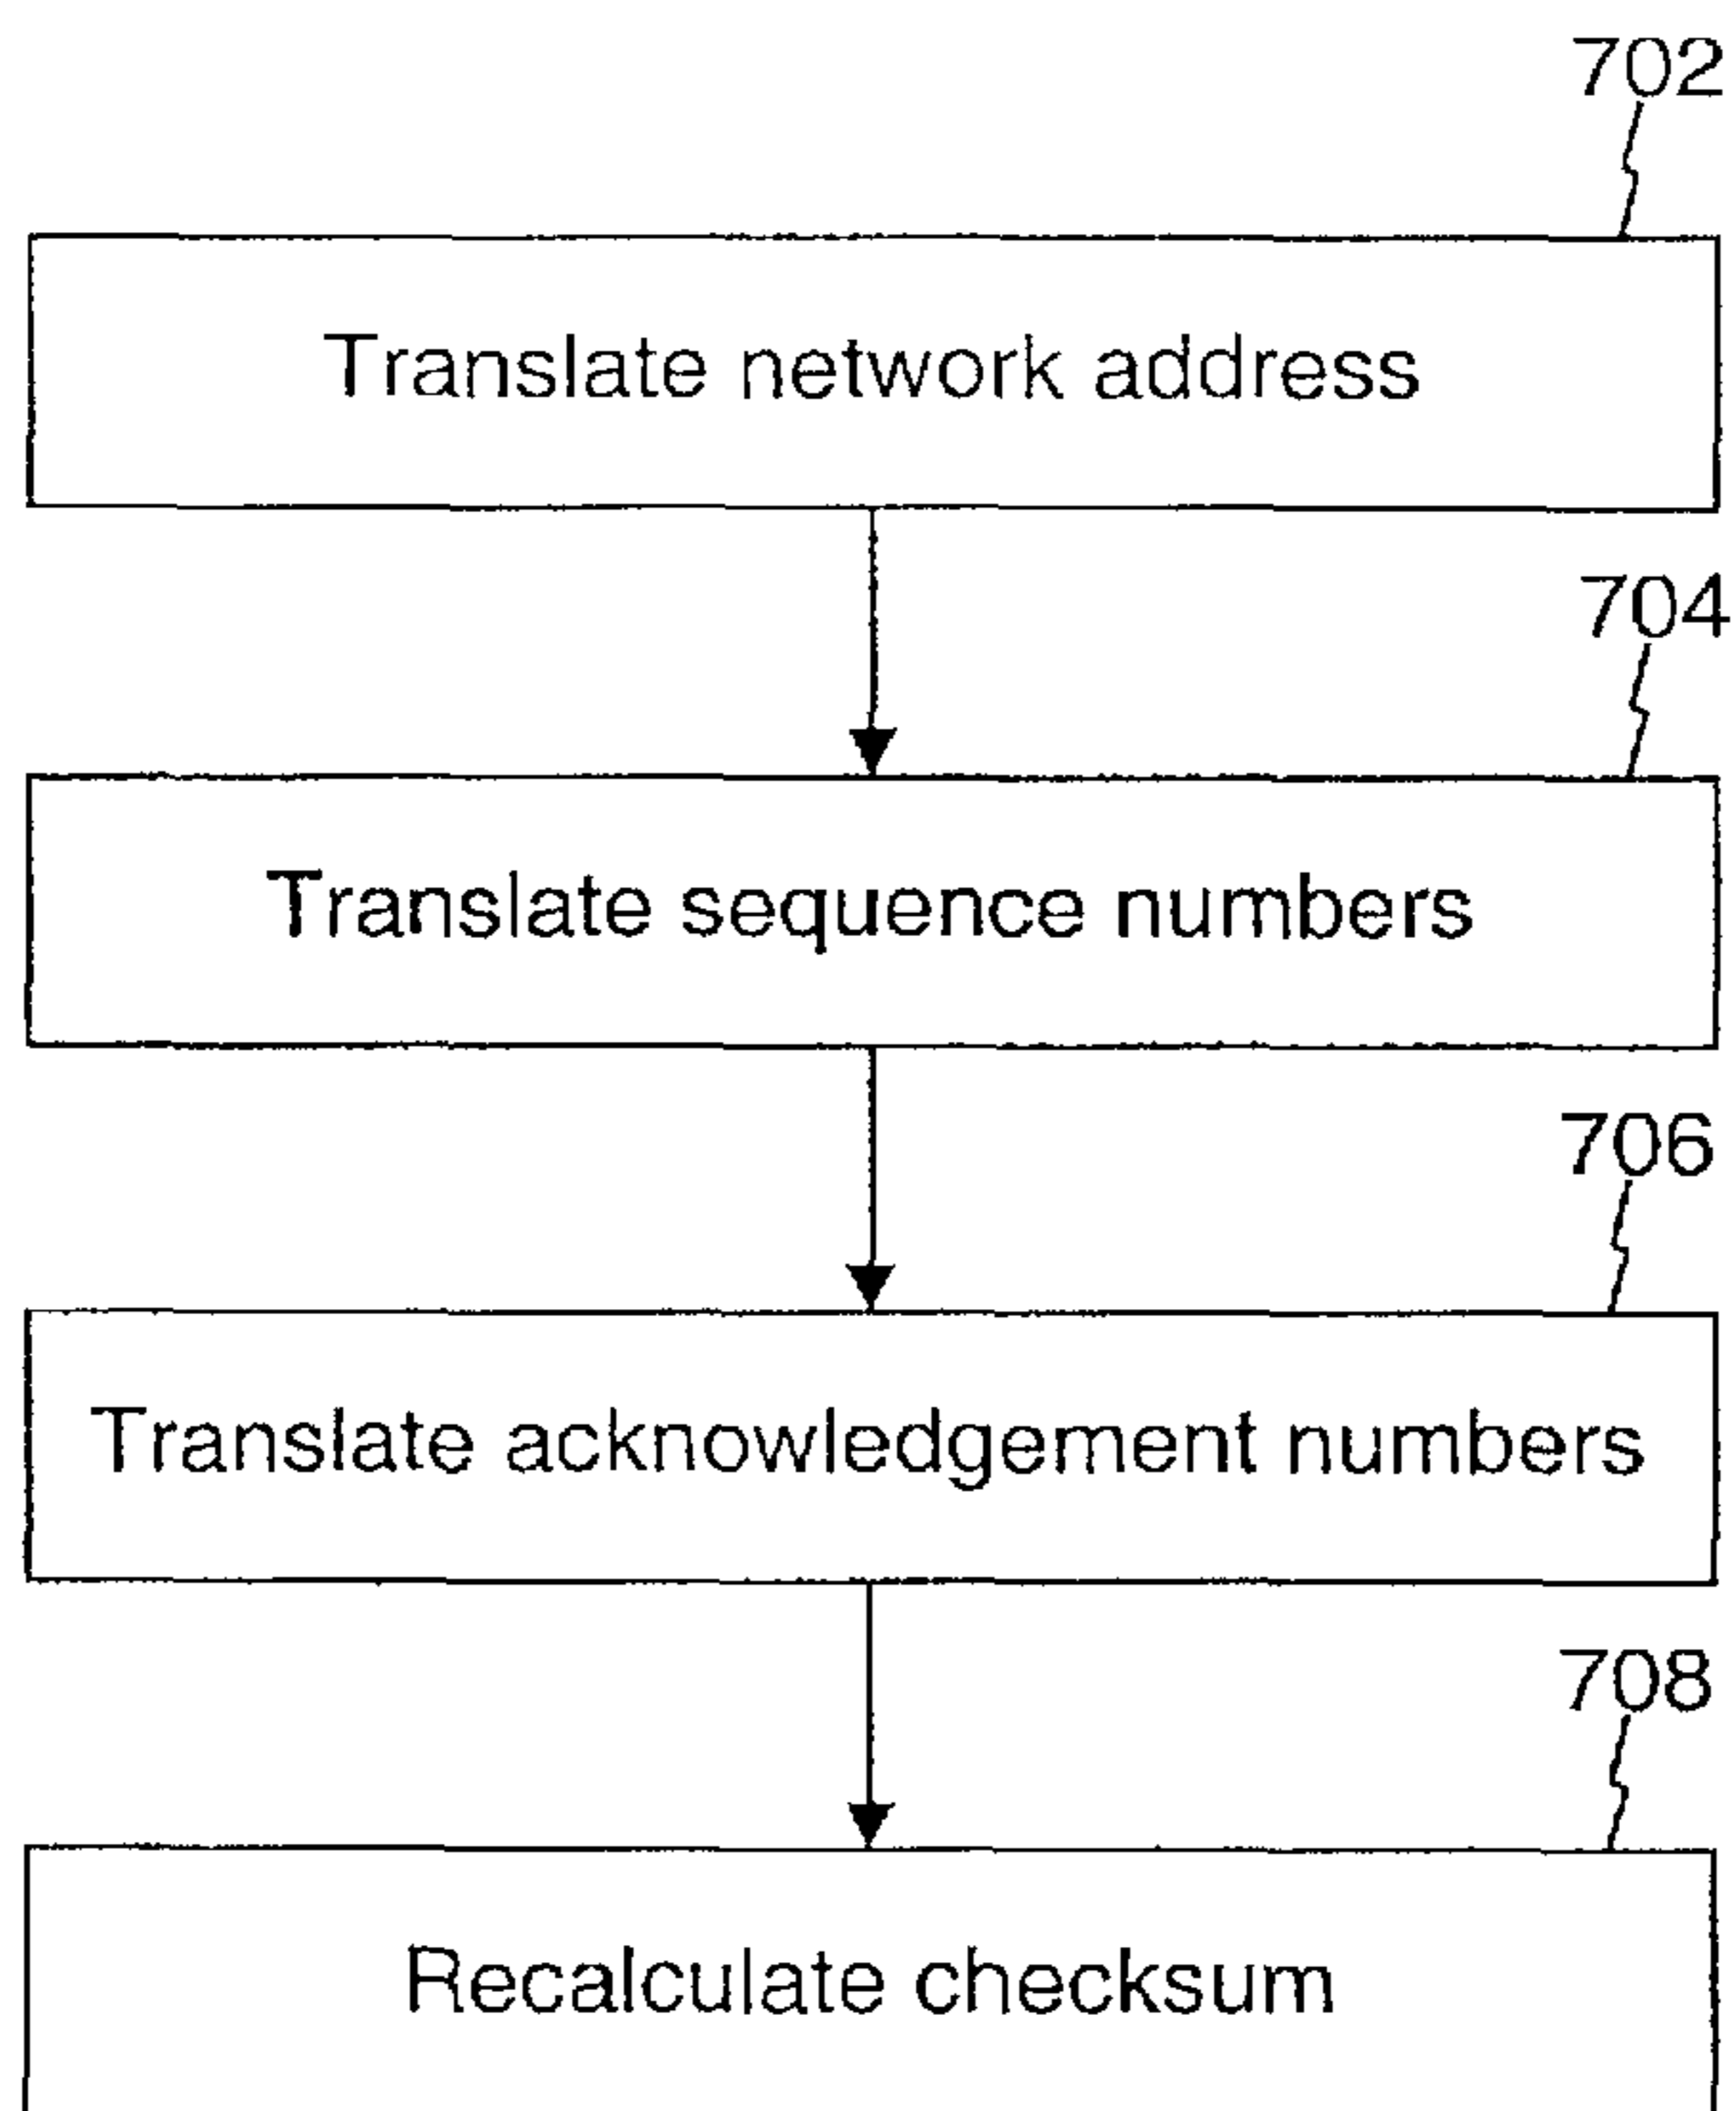 702
Translate network address
704
Translate sequence numbers
706
Translate acknowledgement numbers
708
Recalculate checksum